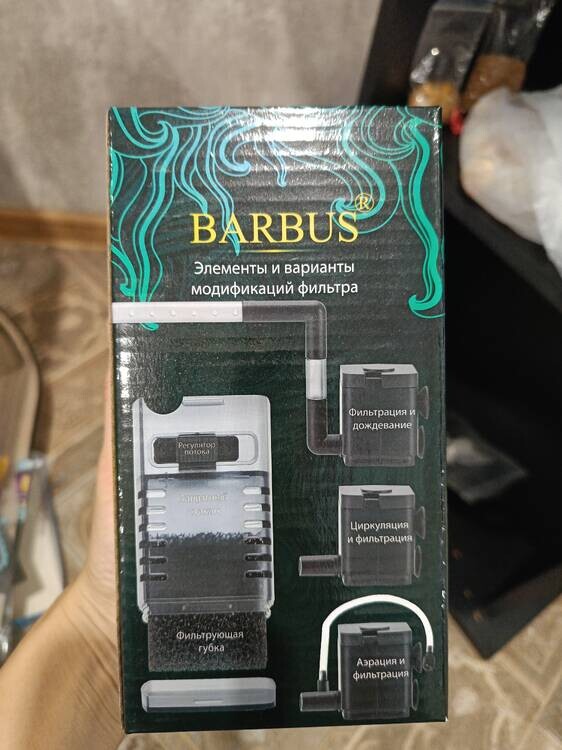 BARBUS®
Элементы и варианты
модификаций фильтра
Фильтрация и
дождевание
Регулятор
потока
Циркуляция
и фильтрация
Фильтрующая
губка
Аэрация и
фильтрация